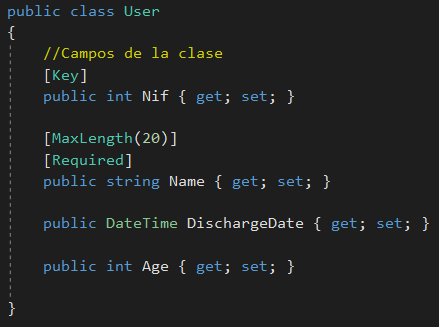 public class User
{
//Campos de la clase
[Key]
public int Nif { get; set; }
[MaxLength(20)]
[Required]
public string Name { get; set; }
public DateTime DischargeDate { get; set; }
public int Age { get; set; }
}